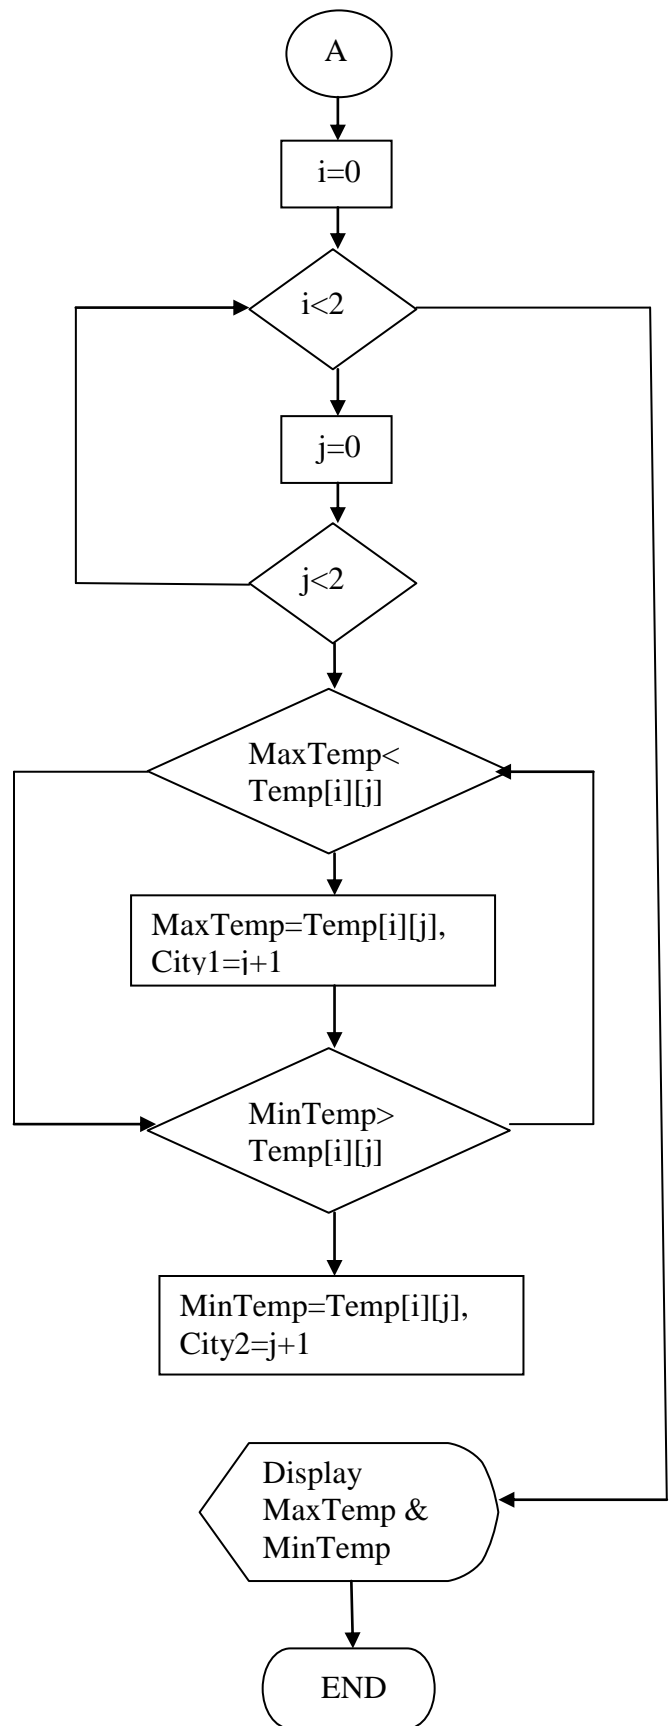 A
i=0
i<2
j=0
j<2
MaxTemp<
Temp[i][j]
MaxTemp=Temp[i][j],
City1=j+1
MinTemp>
Temp[i][j]
MinTemp=Temp[i][j],
City2=j+1
Display
MaxTemp &
MinTemp
END